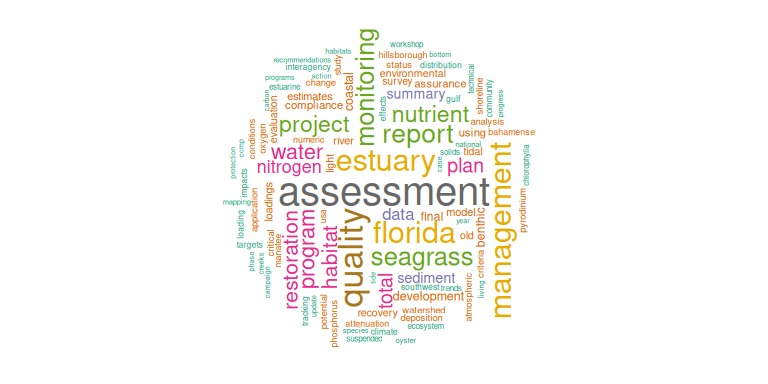 workshop
habitats
hillsborough
bottom
recommendations
interagency
study
status
distribution
programs
action
change
coastal
monitoring
environmental
survey
assurance
technical
estuarine
carbon
estimates
compliance
summary
gulf
shoreline
community
progress
effects
nutrient
evaluation
project
report
using
analysis
bahamense
conditions
oxygen
numeric
river
national
protection
ccmp
water
nitrogen
light
estuary
case
solids
tidal
plan
chlorophylla
impacts
mapping
application
loadings
assessment
management
pyrodinium
loading
targets
critical
manatee
restoration
program
habitat
usa
quality
data
final
model
year
florida
old
benthic
phase
creeks
campaign
seagrass
criteria
living
atmospheric
tide
total
sediment
southwest
trends
development
tracking
update
potential
phosphorus
recovery
watershed
attenuation
deposition
species
climate
ecosystem
suspended
oyster